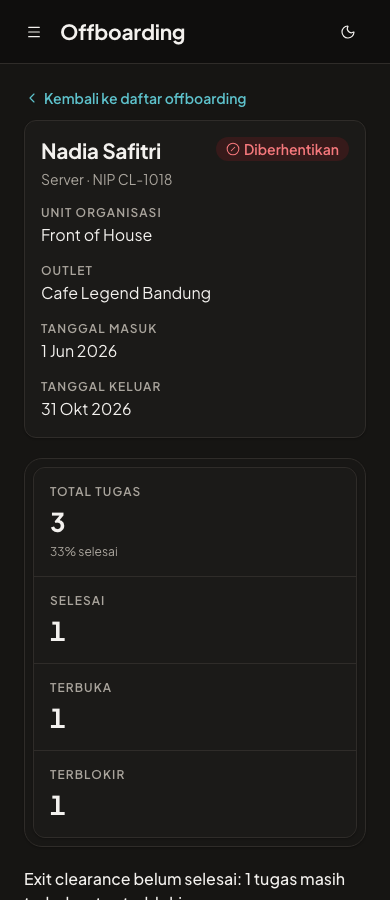 Offboarding
Kembali ke daftar offboarding
Nadia Safitri
Diberhentikan
Server · NIP CL-1018
UNIT ORGANISASI
Front of House
OUTLET
Cafe Legend Bandung
TANGGAL MASUK
1 Jun 2026
TANGGAL KELUAR
31 Okt 2026
TOTAL TUGAS
3
33% selesai
SELESAI
1
TERBUKA
1
TERBLOKIR
1
Exit clearance belum selesai: 1 tugas masih